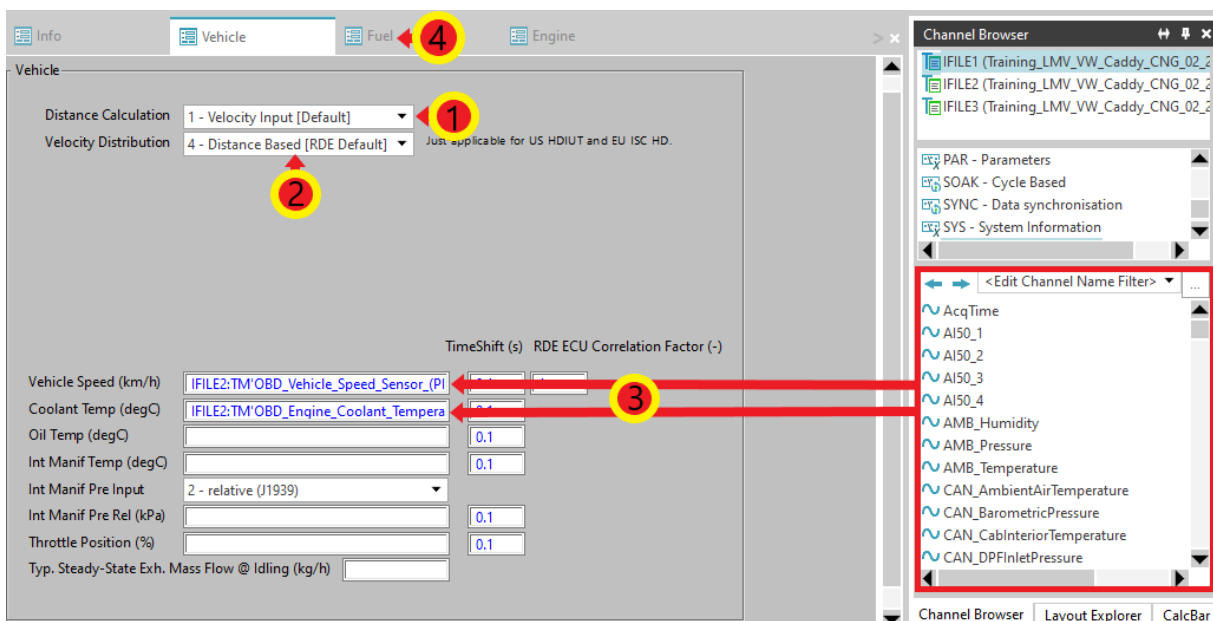 Info
Vehicle
Fuel
4
Engine
Vehicle
Distance Calculation 1 - Velocity Input [Default]
1
Velocity Distribution 4 - Distance Based [RDE Default] Just applicable for US HDIUT and EU ISC HD.
2
TimeShift (s) RDE ECU Correlation Factor (-)
Vehicle Speed (km/h) IFILE2:TM'OBD_Vehicle_Speed_Sensor_(PI
Coolant Temp (degC) IFILE2:TM'OBD_Engine_Coolant_Tempera
3
Oil Temp (degC) 0.1
Int Manif Temp (degC) 0.1
Int Manif Pre Input 2 - relative (J1939)
Int Manif Pre Rel (kPa) 0.1
Throttle Position (%) 0.1
Typ. Steady-State Exh. Mass Flow @ Idling (kg/h)
Channel Browser
IFILE1 (Training_LMV_VW_Caddy_CNG_02_2
IFILE2 (Training_LMV_VW_Caddy_CNG_02_2
IFILE3 (Training_LMV_VW_Caddy_CNG_02_2
PAR - Parameters
SOAK - Cycle Based
SYNC - Data synchronisation
SYS - System Information
<Edit Channel Name Filter> ...
AcqTime
AI50_1
AI50_2
AI50_3
AI50_4
AMB_Humidity
AMB_Pressure
AMB_Temperature
CAN_AmbientAirTemperature
CAN_BarometricPressure
CAN_CabInteriorTemperature
CAN_DPFInletPressure
Channel Browser Layout Explorer CalcBar